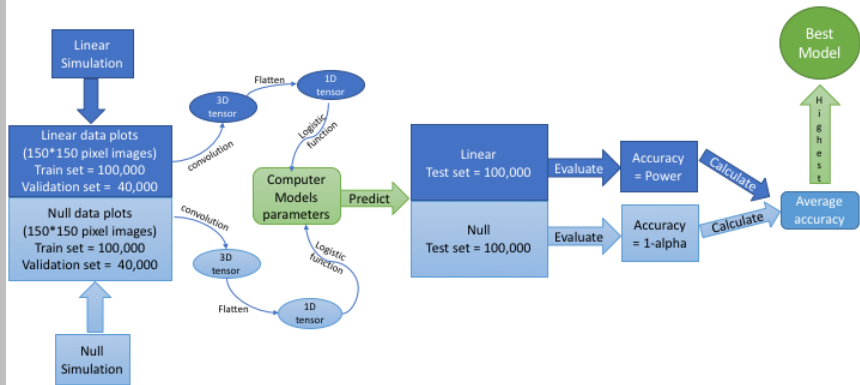 Linear
Simulation
Linear data plots
(150*150 pixel images)
Train set = 100,000
Validation set = 40,000
Null data plots
(150*150 pixel images)
Train set = 100,000
Validation set = 40,000
Null
Simulation
convolution
3D
tensor
Flatten
1D
tensor
Logistic
function
convolution
3D
tensor
Flatten
1D
tensor
Logistic
function
Computer
Models
parameters
Predict
Linear
Test set = 100,000
Null
Test set = 100,000
Evaluate
Evaluate
Accuracy
= Power
Accuracy
= 1-alpha
Calculate
Calculate
Average
accuracy
Highest
Best
Model